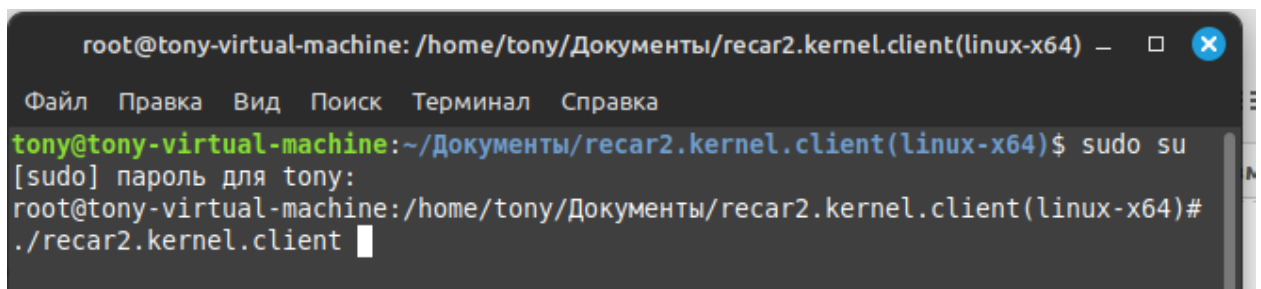 root@tony-virtual-machine: /home/tony/Документы/recar2.kernel.client(linux-x64)
Файл Правка Вид Поиск Терминал Справка
tony@tony-virtual-machine:~/Документы/recar2.kernel.client(linux-x64)$ sudo su
[sudo] пароль для tony:
root@tony-virtual-machine:/home/tony/Документы/recar2.kernel.client(linux-x64)#
./recar2.kernel.client